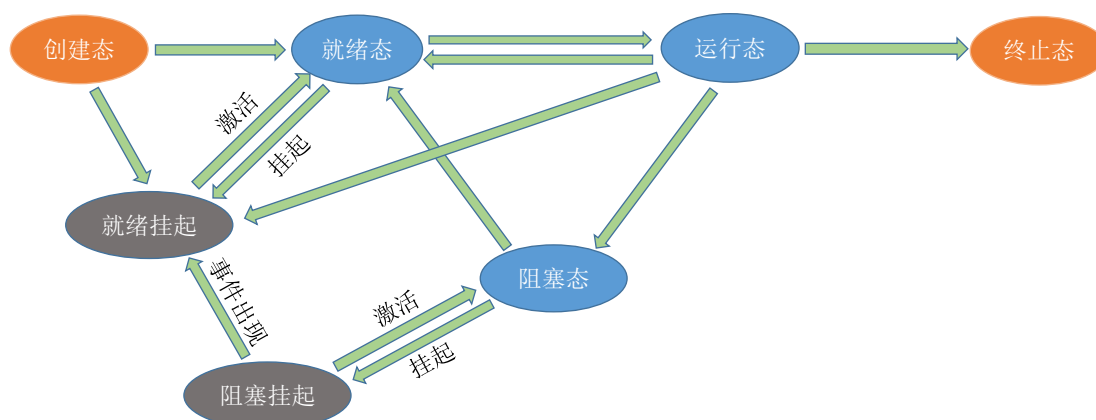 创建态
就绪态
运行态
终止态
激活
挂起
就绪挂起
事件出现
阻塞态
激活
挂起
阻塞挂起